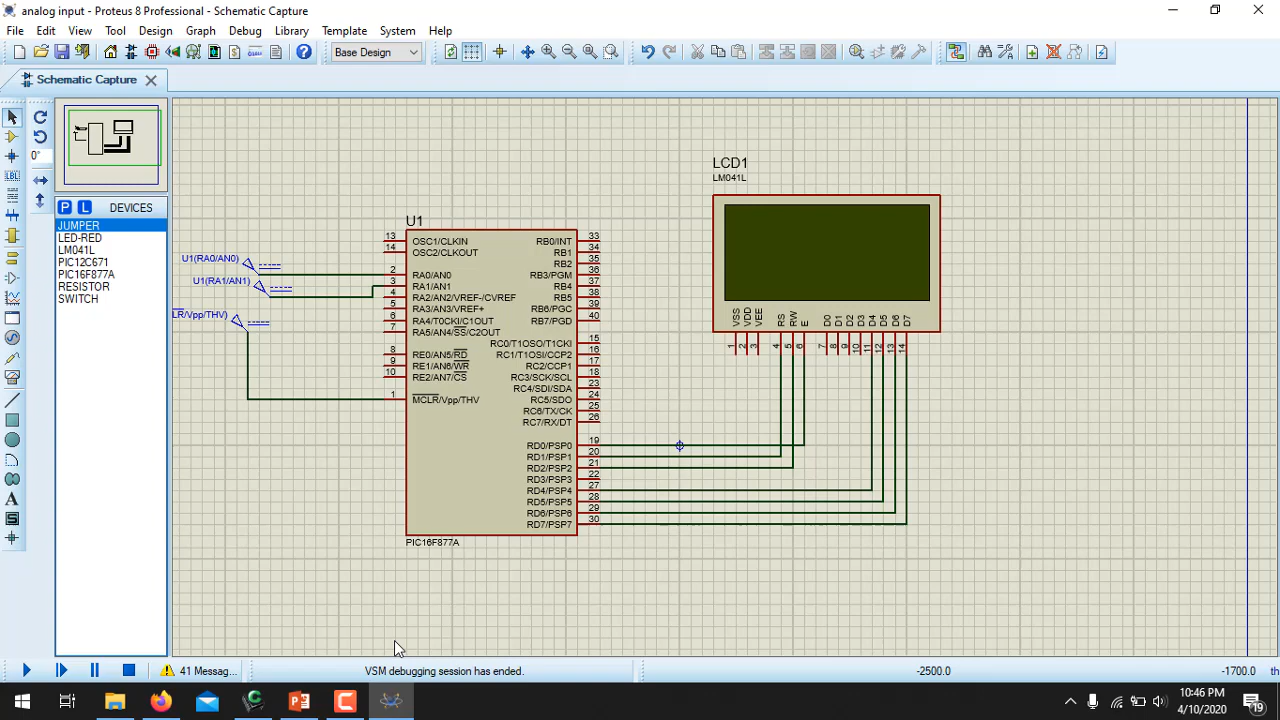 analog input - Proteus 8 Professional - Schematic Capture
File Edit View Tool Design Graph Debug Library Template System Help
Base Design
Schematic Capture
0°
P L DEVICES
JUMPER
LED-RED
LM041L
PIC12C671
PIC16F877A
RESISTOR
SWITCH
LCD1
LM041L
VSS VDD VEE RS RW E D0 D1 D2 D3 D4 D5 D6 D7
1 2 3 4 5 6 7 8 9 10 11 12 13 14
U1
U1(RA0/AN0)
U1(RA1/AN1)
LR/Vpp/THV)
13 OSC1/CLKIN RB0/INT 33
14 OSC2/CLKOUT RB1 34
RB2 35
2 RA0/AN0 RB3/PGM 36
3 RA1/AN1 RB4 37
4 RA2/AN2/VREF-/CVREF RB5 38
5 RA3/AN3/VREF+ RB6/PGC 39
6 RA4/T0CKI/C1OUT RB7/PGD 40
7 RA5/AN4/SS/C2OUT
RC0/T1OSO/T1CKI 15
8 RE0/AN5/RD RC1/T1OSI/CCP2 16
9 RE1/AN6/WR RC2/CCP1 17
10 RE2/AN7/CS RC3/SCK/SCL 18
RC4/SDI/SDA 23
1 MCLR/Vpp/THV RC5/SDO 24
RC6/TX/CK 25
RC7/RX/DT 26
RD0/PSP0 19
RD1/PSP1 20
RD2/PSP2 21
RD3/PSP3 22
RD4/PSP4 27
RD5/PSP5 28
RD6/PSP6 29
RD7/PSP7 30
PIC16F877A
41 Messag... VSM debugging session has ended. -2500.0 -1700.0 th
10:46 PM
4/10/2020
19